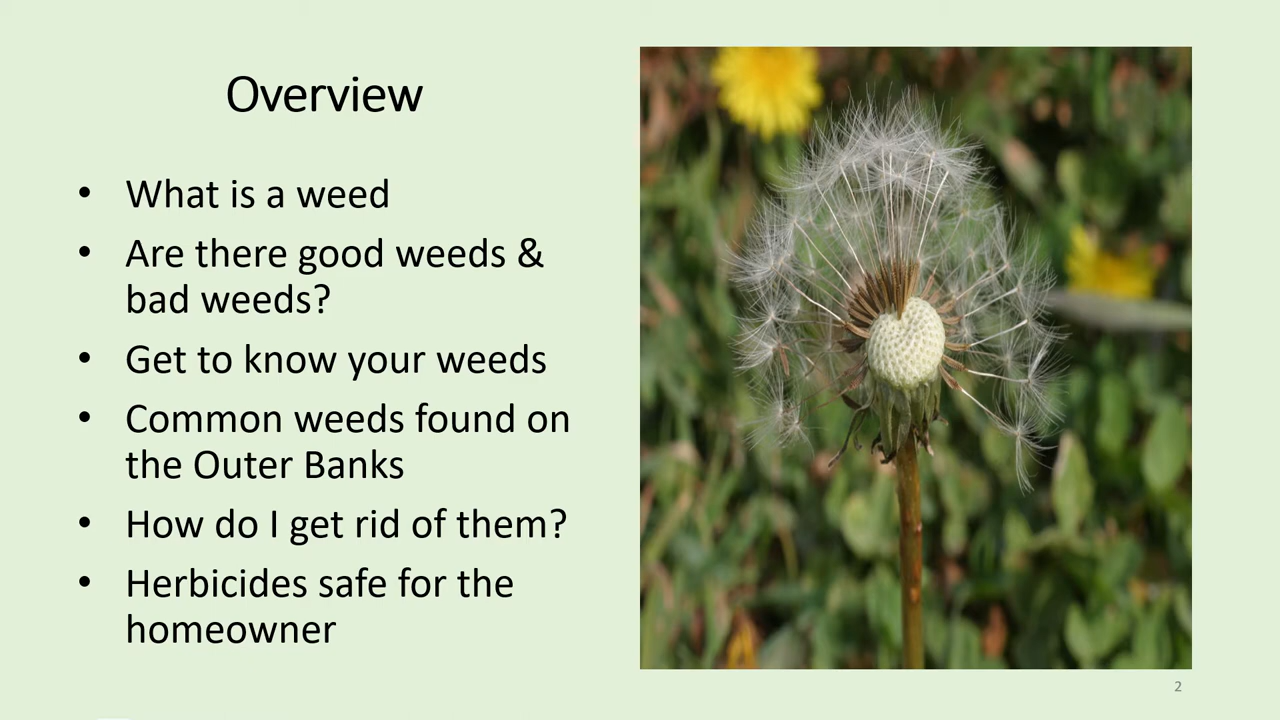 Overview
• What is a weed
• Are there good weeds &
bad weeds?
• Get to know your weeds
• Common weeds found on
the Outer Banks
• How do I get rid of them?
• Herbicides safe for the
homeowner
2